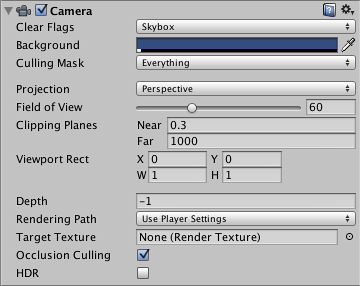 Camera
Clear Flags Skybox
Background
Culling Mask Everything
Projection Perspective
Field of View 60
Clipping Planes Near 0.3
Far 1000
Viewport Rect X 0 Y 0
W 1 H 1
Depth -1
Rendering Path Use Player Settings
Target Texture None (Render Texture)
Occlusion Culling
HDR